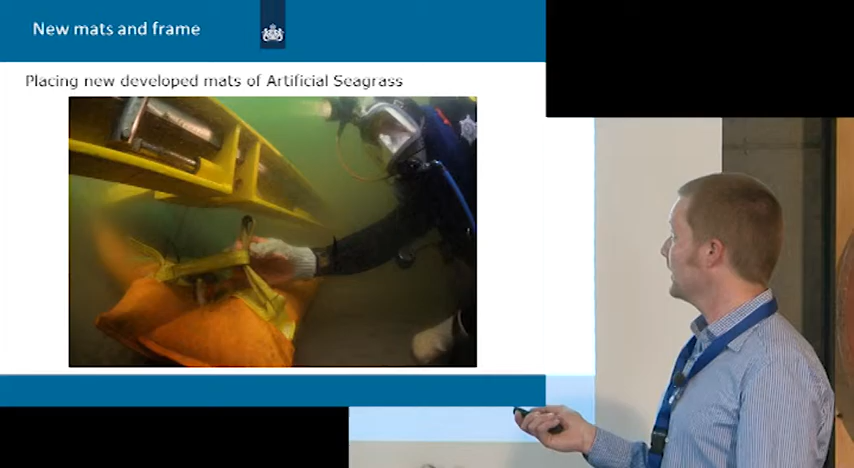 New mats and frame
Placing new developed mats of Artificial Seagrass